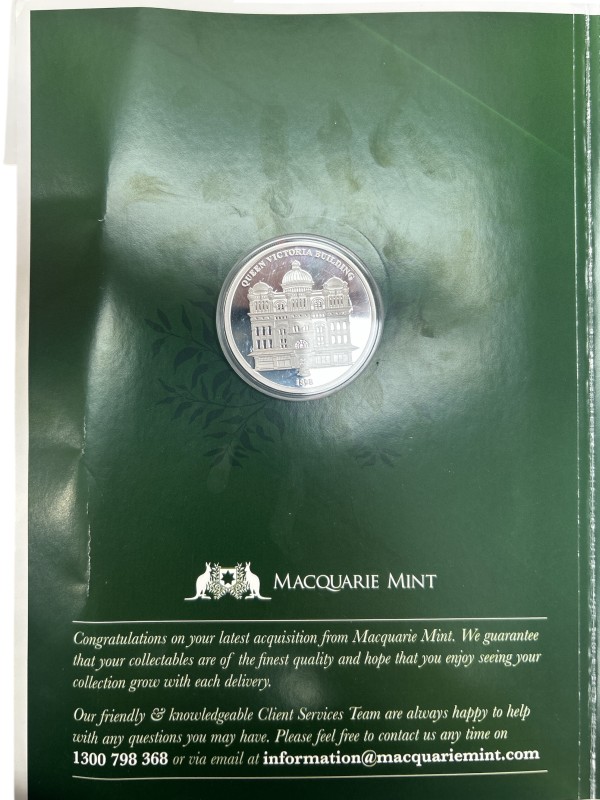 QUEEN VICTORIA BUILDING
MACQUARIE MINT
Congratulations on your latest acquisition from Macquarie Mint. We guarantee
that your collectables are of the finest quality and hope that you enjoy seeing your
collection grow with each delivery.
Our friendly & knowledgeable Client Services Team are always happy to help
with any questions you may have. Please feel free to contact us any time on
1300 798 368 or via email at information@macquariemint.com